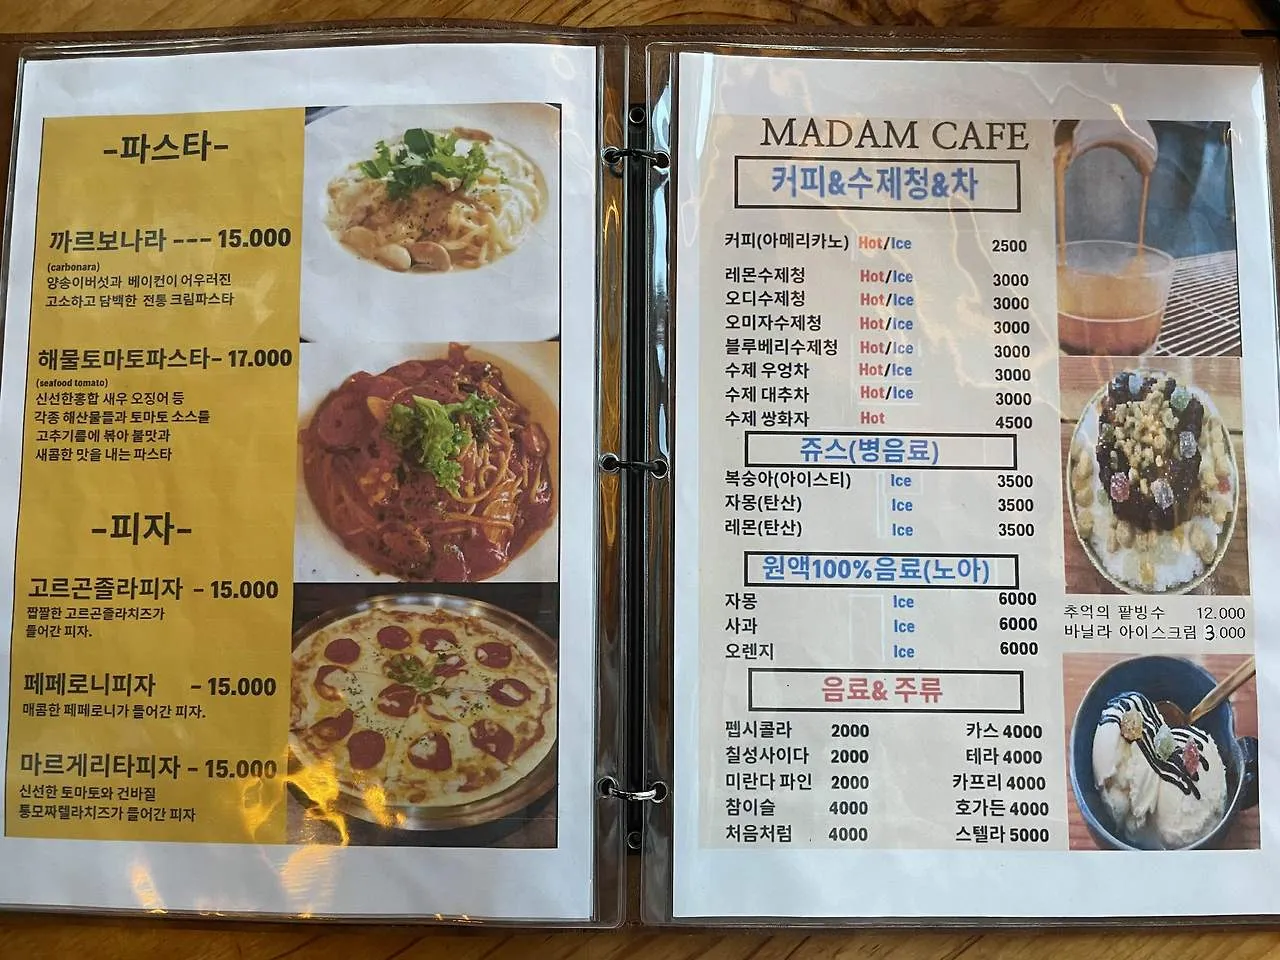 -파스타-
까르보나라 --- 15.000
(carbonara)
양송이버섯과 베이컨이 어우러진
고소하고 담백한 전통 크림파스타
해물토마토파스타- 17.000
(seafood tomato)
신선한홍합 새우 오징어 등
각종 해산물들과 토마토 소스를
고추기름에 볶아 불맛과
새콤한 맛을 내는 파스타
-피자-
고르곤졸라피자 - 15.000
짭짤한 고르곤졸라치즈가
들어간 피자.
페페로니피자 - 15.000
매콤한 페페로니가 들어간 피자.
마르게리타피자 - 15.000
신선한 토마토와 건바질
통모짜렐라치즈가 들어간 피자
MADAM CAFE
커피&수제청&차
커피(아메리카노) Hot/Ice 2500
레몬수제청 Hot/Ice 3000
오디수제청 Hot/Ice 3000
오미자수제청 Hot/Ice 3000
블루베리수제청 Hot/Ice 3000
수제 우엉차 Hot/Ice 3000
수제 대추차 Hot/Ice 3000
수제 쌍화자 Hot 4500
쥬스(병음료)
복숭아(아이스티) Ice 3500
자몽(탄산) Ice 3500
레몬(탄산) Ice 3500
원액100%음료(노아)
자몽 Ice 6000
사과 Ice 6000
오렌지 Ice 6000
음료& 주류
펩시콜라 2000 카스 4000
칠성사이다 2000 테라 4000
미란다 파인 2000 카프리 4000
참이슬 4000 호가든 4000
처음처럼 4000 스텔라 5000
추억의 팥빙수 12.000
바닐라 아이스크림 3.000